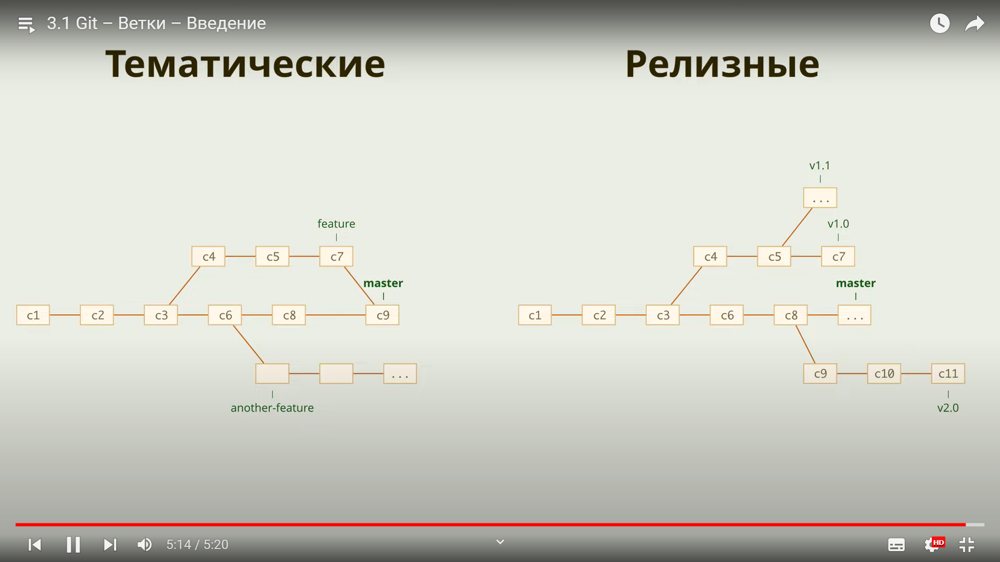 3.1 Git – Ветки – Введение
Тематические
Релизные
feature
c4 c5 c7
master
c1 c2 c3 c6 c8 c9
...
another-feature
v1.1
...
v1.0
c4 c5 c7
master
c1 c2 c3 c6 c8 ...
c9 c10 c11
v2.0
5:14 / 5:20
HD